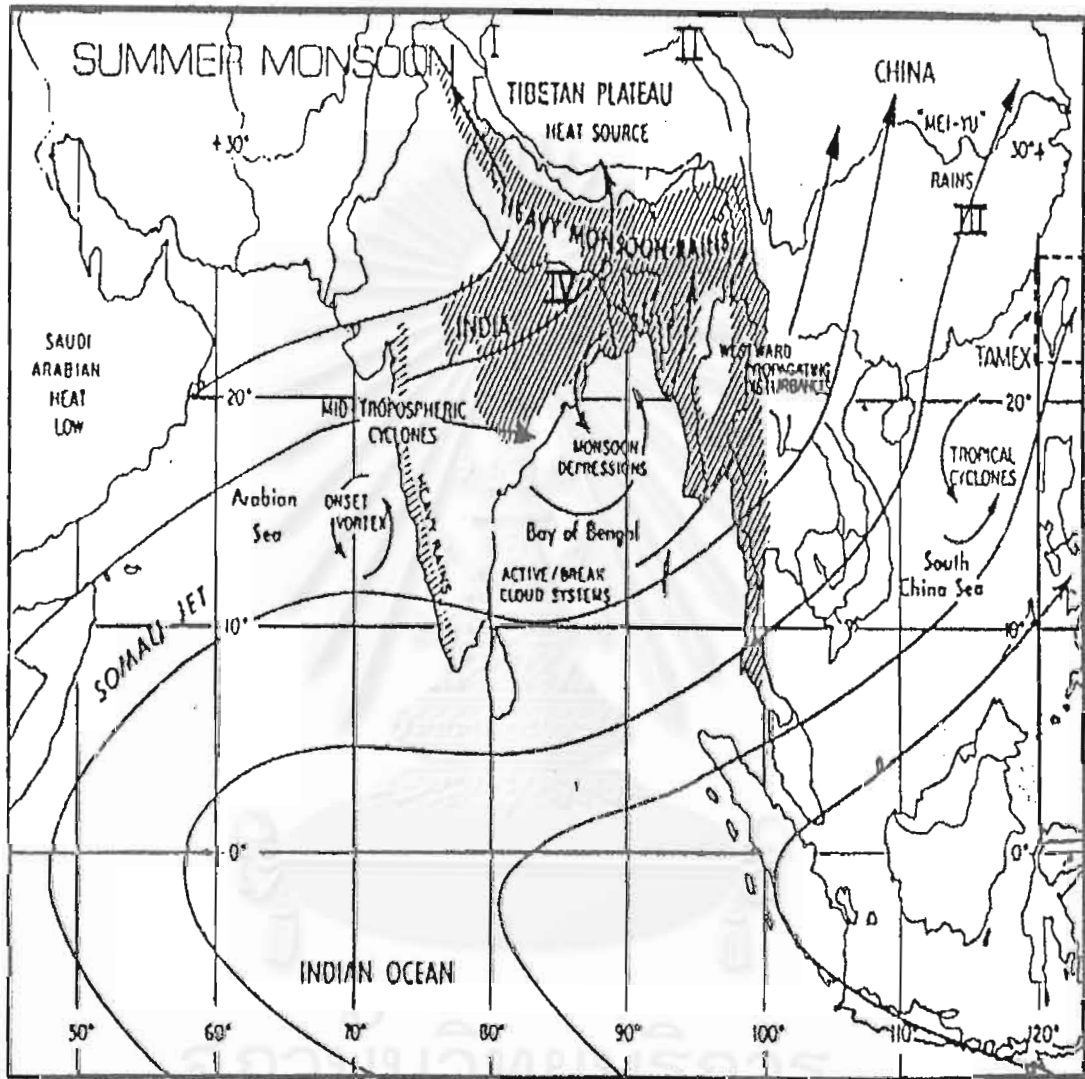 SUMMER MONSOON
I
II
TIBETAN PLATEAU
HEAT SOURCE
CHINA
"MEI-YU"
RAINS
+30°
30°+
III
HEAVY MONSOON RAINS
IV
INDIA
SAUDI
ARABIAN
HEAT
LOW
WESTWARD
PROPAGATING
DISTURBANCES
TAMEX
20°
20°
MID-TROPOSPHERIC
CYCLONES
MONSOON
DEPRESSIONS
TROPICAL
CYCLONES
Arabian
Sea
ONSET
VORTEX
HEAVY RAINS
Bay of Bengal
ACTIVE/BREAK
CLOUD SYSTEMS
South
China Sea
SOMALI JET
10°
10°
0°
0°
INDIAN OCEAN
50°
60°
70°
80°
90°
100°
110°
120°